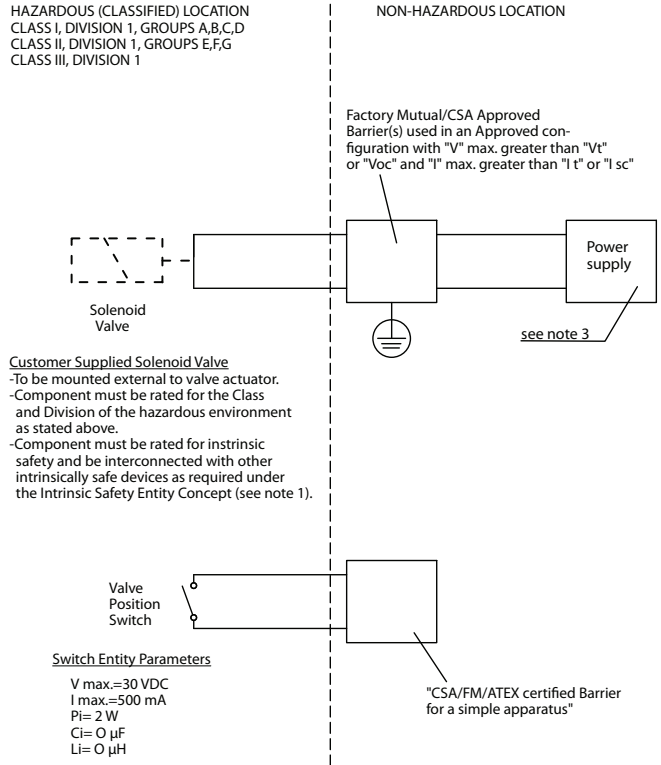 HAZARDOUS (CLASSIFIED) LOCATION
CLASS I, DIVISION 1, GROUPS A,B,C,D
CLASS II, DIVISION 1, GROUPS E,F,G
CLASS III, DIVISION 1
NON-HAZARDOUS LOCATION
Factory Mutual/CSA Approved
Barrier(s) used in an Approved con-
figuration with "V" max. greater than "Vt"
or "Voc" and "I" max. greater than "I t" or "I sc"
Power
supply
see note 3
Solenoid
Valve
Customer Supplied Solenoid Valve
-To be mounted external to valve actuator.
-Component must be rated for the Class
and Division of the hazardous environment
as stated above.
-Component must be rated for instrinsic
safety and be interconnected with other
intrinsically safe devices as required under
the Intrinsic Safety Entity Concept (see note 1).
Valve
Position
Switch
Switch Entity Parameters
V max.=30 VDC
I max.=500 mA
Pi= 2 W
Ci= O µF
Li= O µH
"CSA/FM/ATEX certified Barrier
for a simple apparatus"